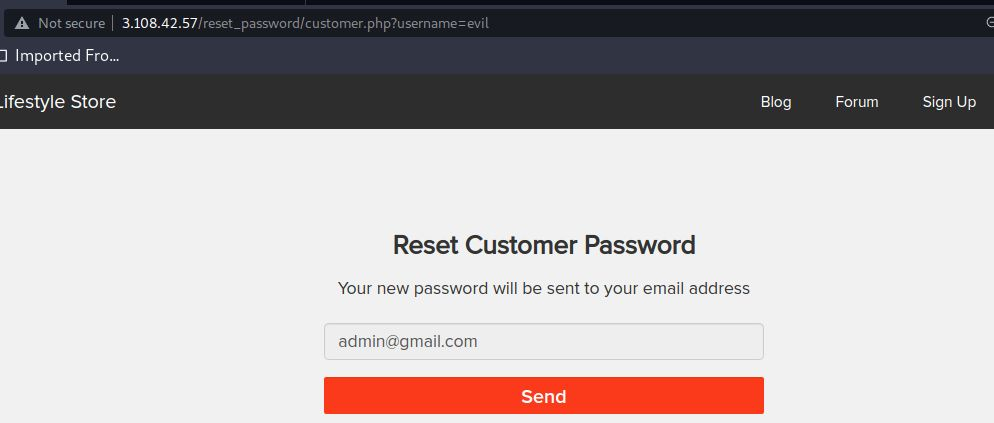 Not secure 3.108.42.57/reset_password/customer.php?username=evil
Imported Fro...
Lifestyle Store Blog Forum Sign Up
Reset Customer Password
Your new password will be sent to your email address
admin@gmail.com
Send